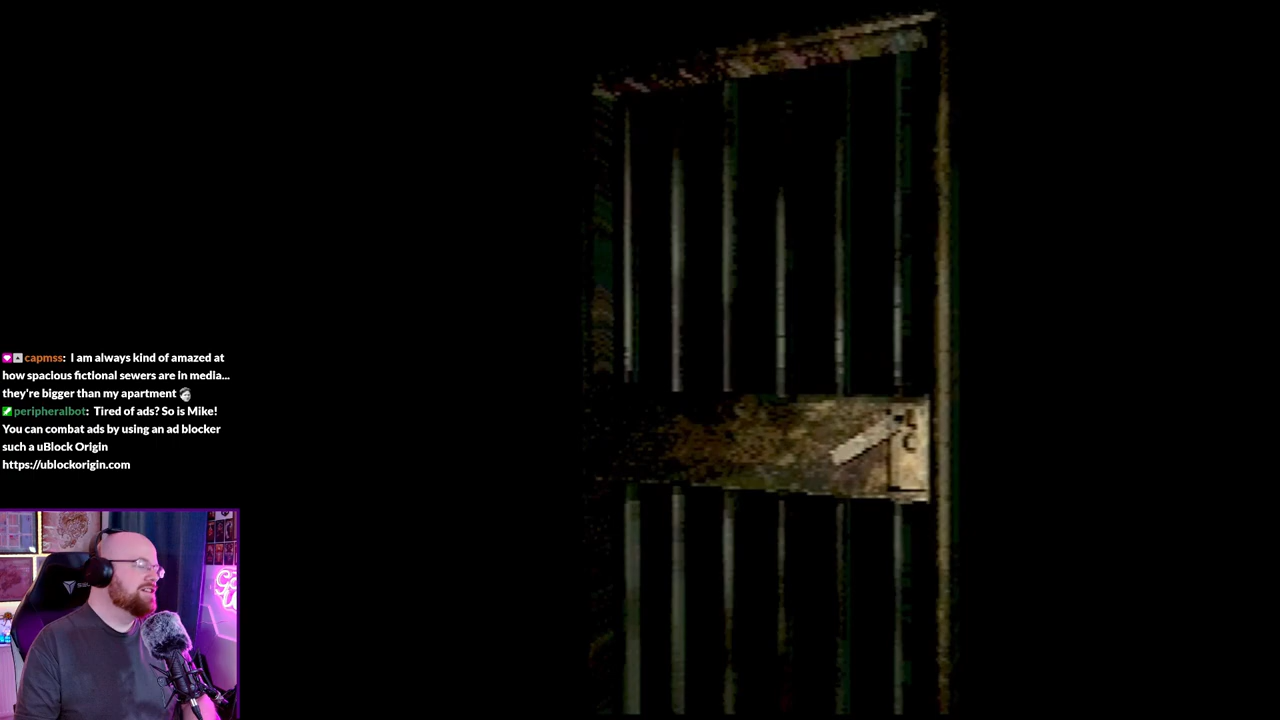 capmss: I am always kind of amazed at
how spacious fictional sewers are in media...
they're bigger than my apartment
peripheralbot: Tired of ads? So is Mike!
You can combat ads by using an ad blocker
such a uBlock Origin
https://ublockorigin.com